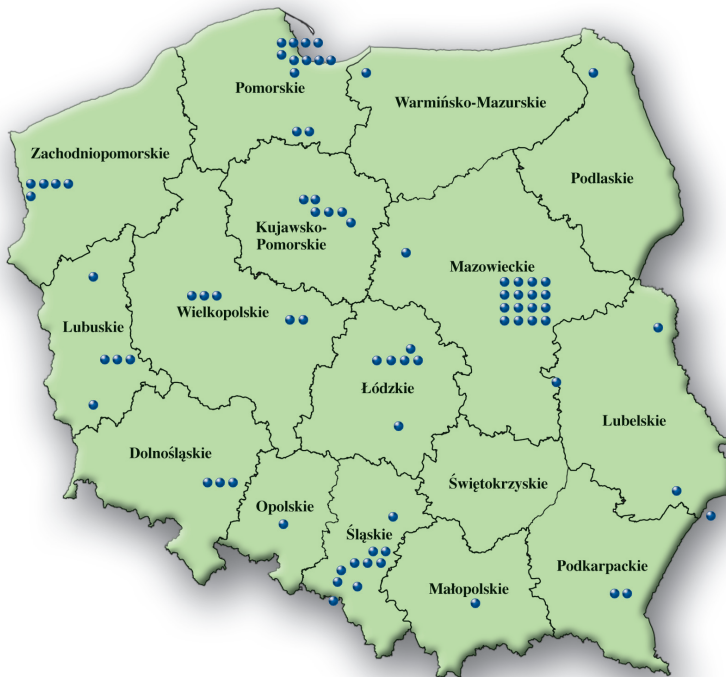 Pomorskie
Warmińsko-Mazurskie
Zachodniopomorskie
Podlaskie
Kujawsko-
Pomorskie
Mazowieckie
Wielkopolskie
Lubuskie
Łódzkie
Lubelskie
Dolnośląskie
Świętokrzyskie
Opolskie
Śląskie
Podkarpackie
Małopolskie